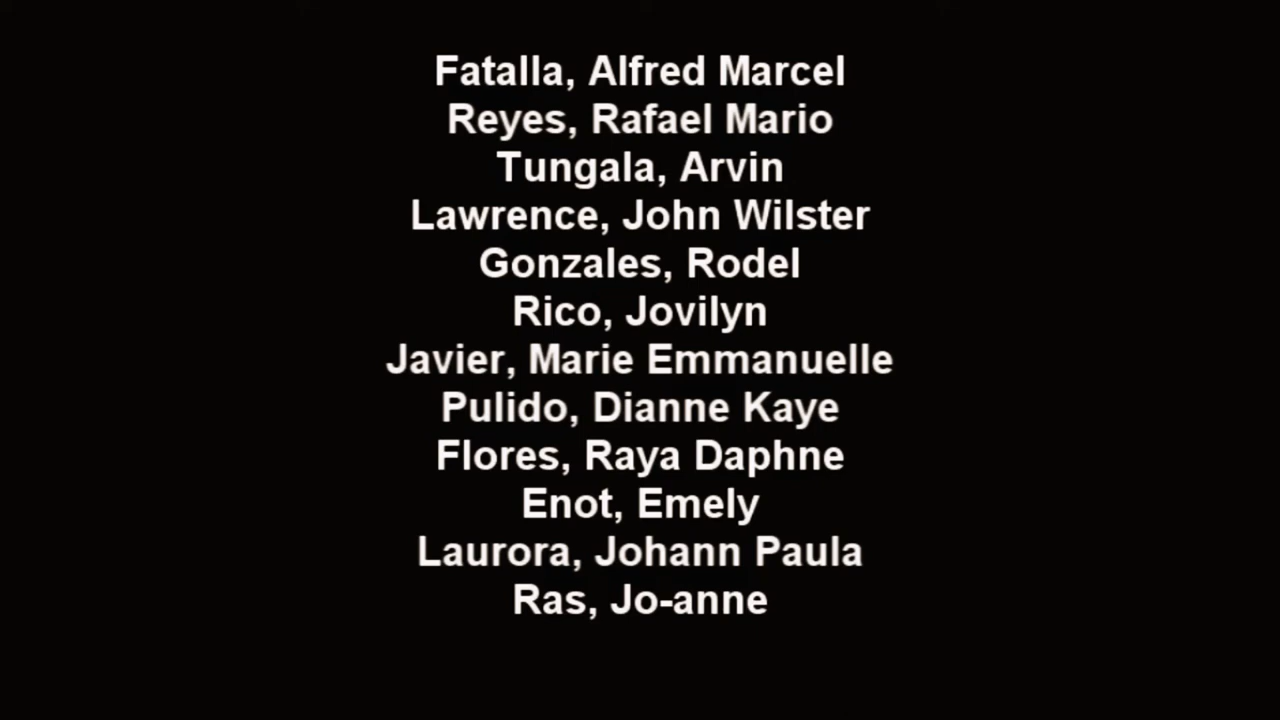 Fatalla, Alfred Marcel
Reyes, Rafael Mario
Tungala, Arvin
Lawrence, John Wilster
Gonzales, Rodel
Rico, Jovilyn
Javier, Marie Emmanuelle
Pulido, Dianne Kaye
Flores, Raya Daphne
Enot, Emely
Laurora, Johann Paula
Ras, Jo-anne